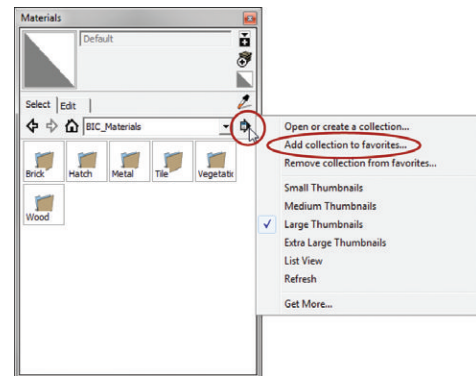 Materials
Default
Select Edit
BIC_Materials
Brick Hatch Metal Tile Vegetatic
Wood
Open or create a collection...
Add collection to favorites...
Remove collection from favorites...
Small Thumbnails
Medium Thumbnails
Large Thumbnails
Extra Large Thumbnails
List View
Refresh
Get More...